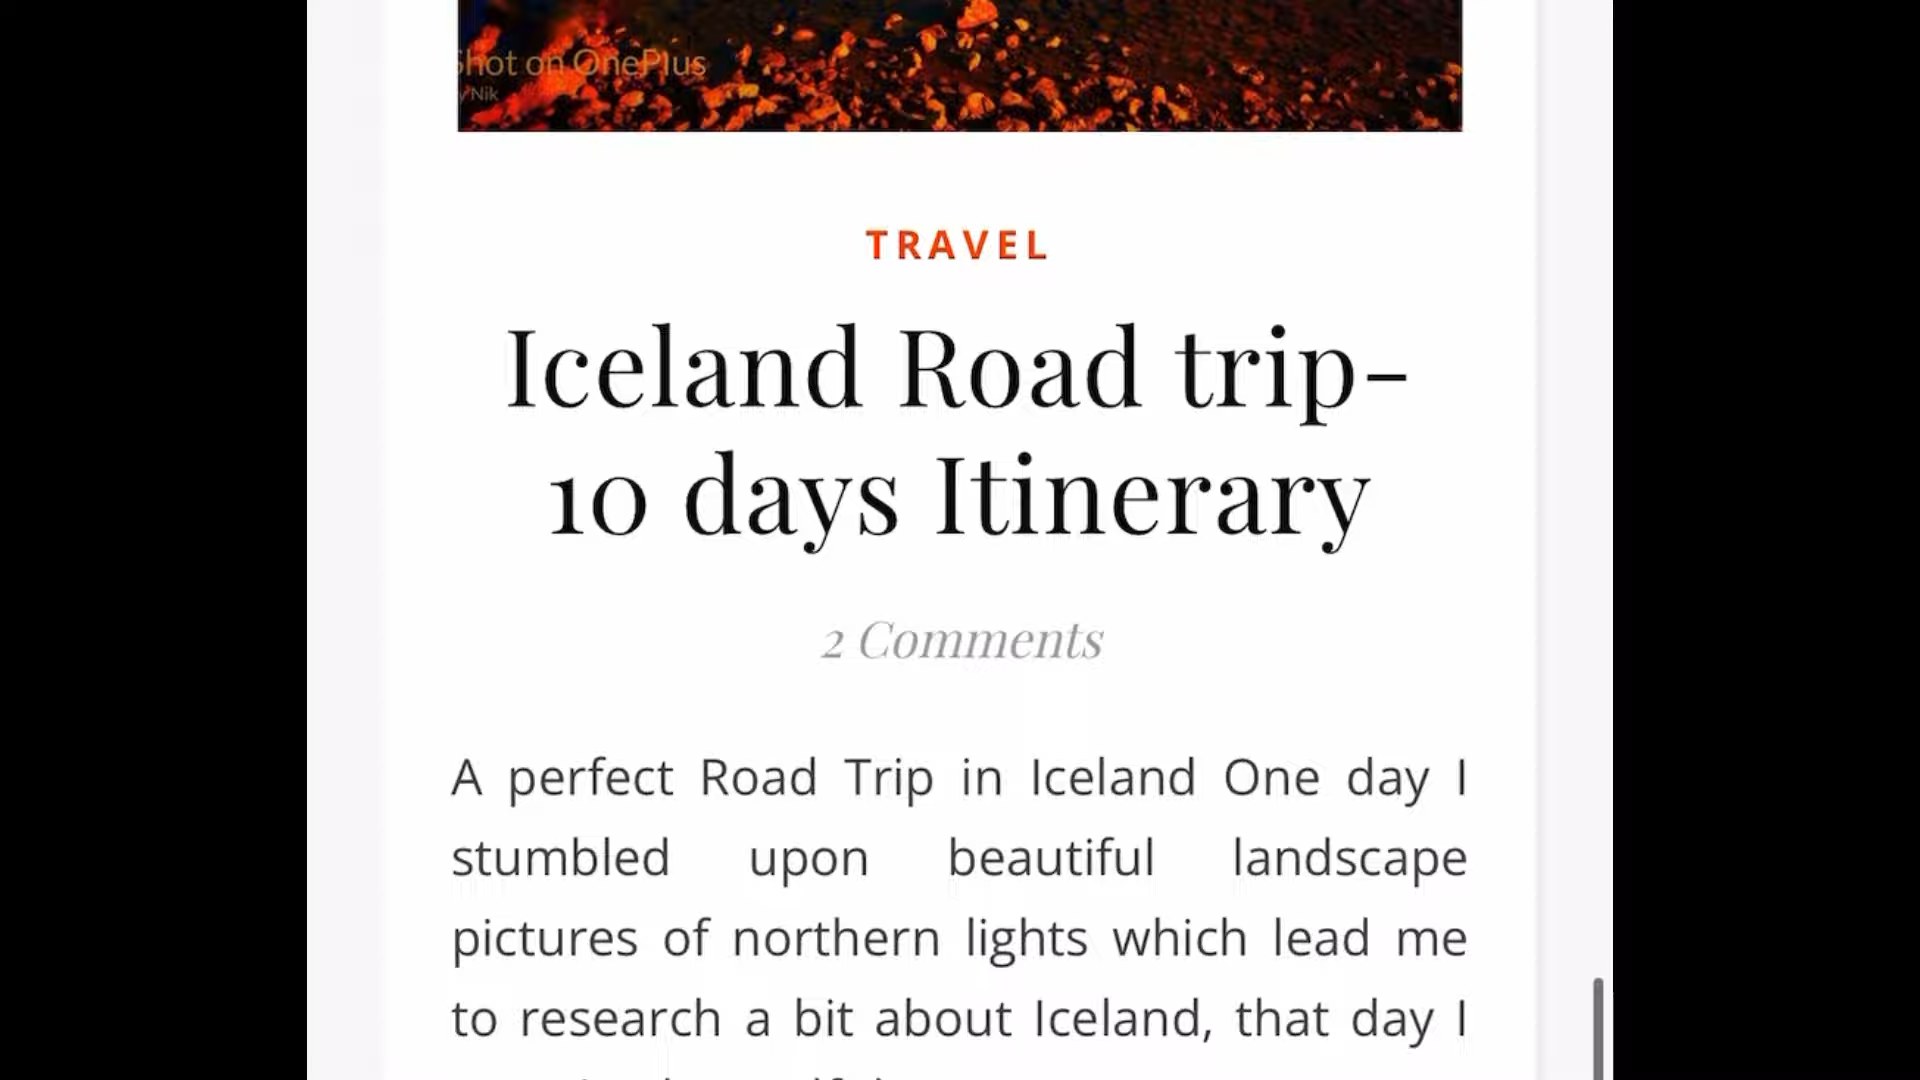 Shot on OnePlus
y Nik
TRAVEL
Iceland Road trip-
10 days Itinerary
2 Comments
A perfect Road Trip in Iceland One day I
stumbled upon beautiful landscape
pictures of northern lights which lead me
to research a bit about Iceland, that day I